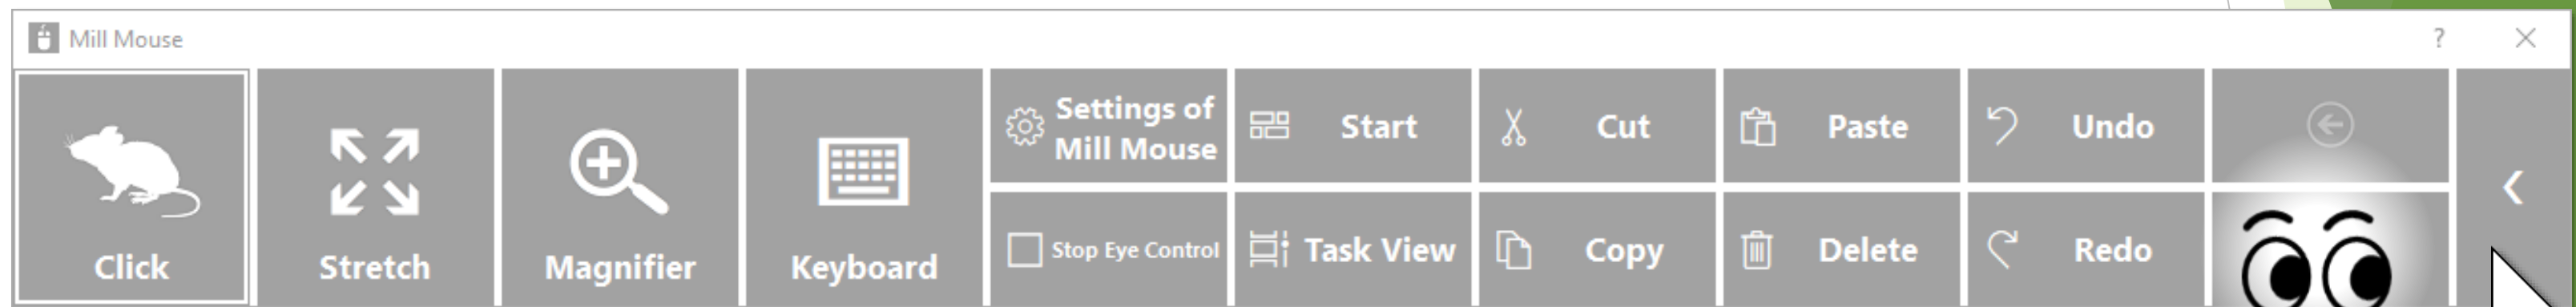 Mill Mouse
?
Settings of
Mill Mouse
Start
Cut
Paste
Undo
Click
Stretch
Magnifier
Keyboard
Stop Eye Control
Task View
Copy
Delete
Redo